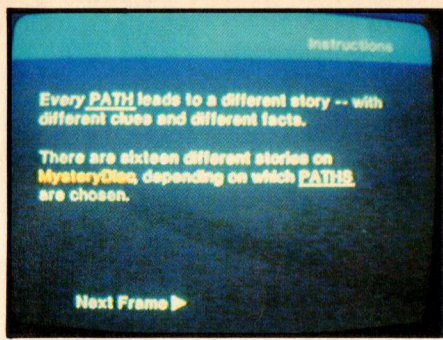 Instructions
Every PATH leads to a different story -- with
different clues and different facts.
There are sixteen different stories on
MysteryDisc, depending on which PATHS
are chosen.
Next Frame ▶